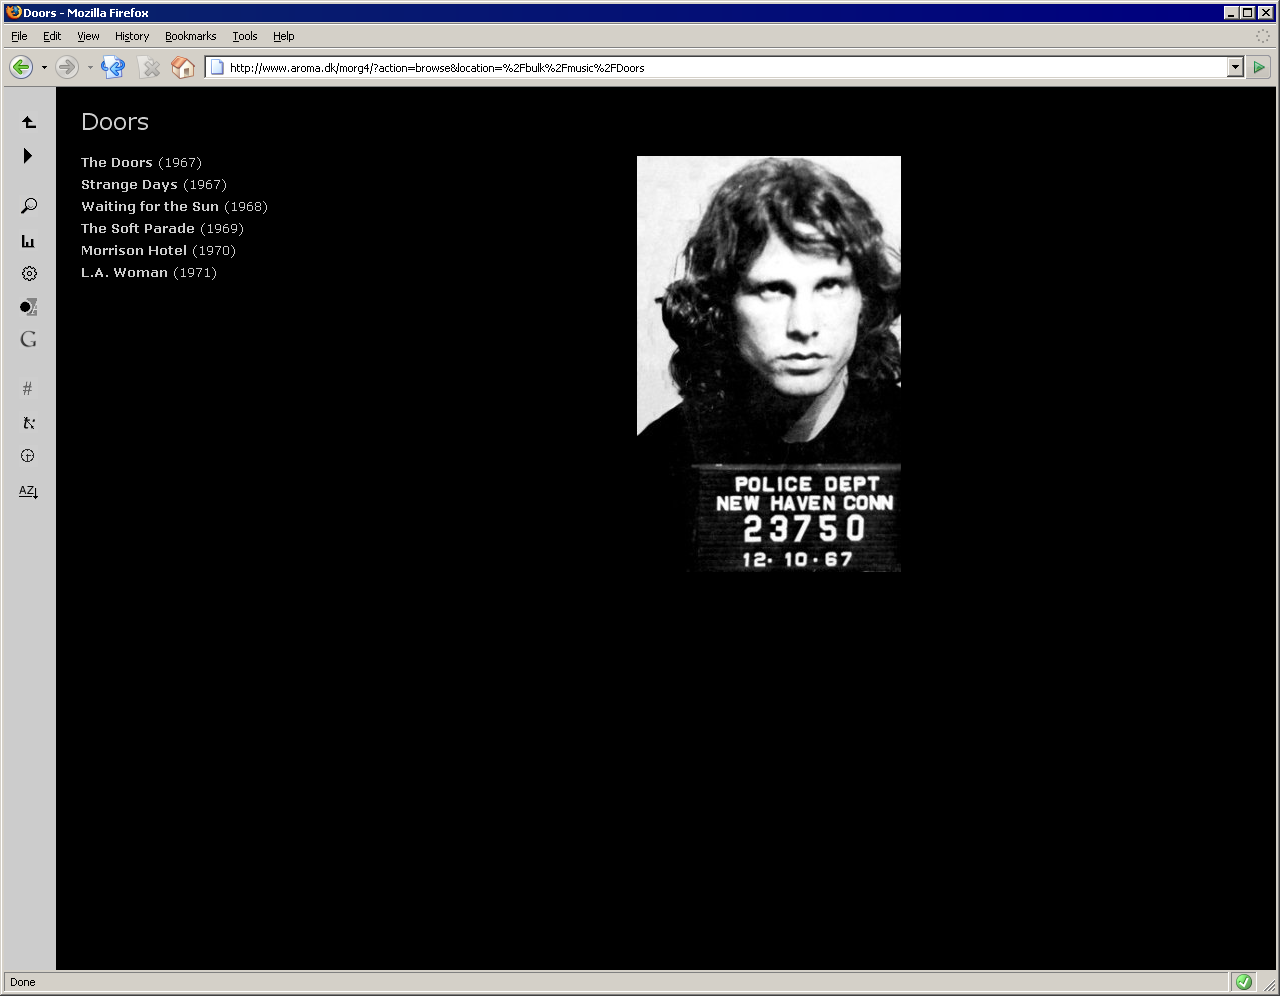 Doors - Mozilla Firefox
File Edit View History Bookmarks Tools Help
http://www.aroma.dk/morg4/?action=browse&location=%2Fbulk%2Fmusic%2FDoors
Doors
The Doors (1967)
Strange Days (1967)
Waiting for the Sun (1968)
The Soft Parade (1969)
Morrison Hotel (1970)
L.A. Woman (1971)
G
#
AZ
POLICE DEPT
NEW HAVEN CONN
23750
12· 10 · 67
Done